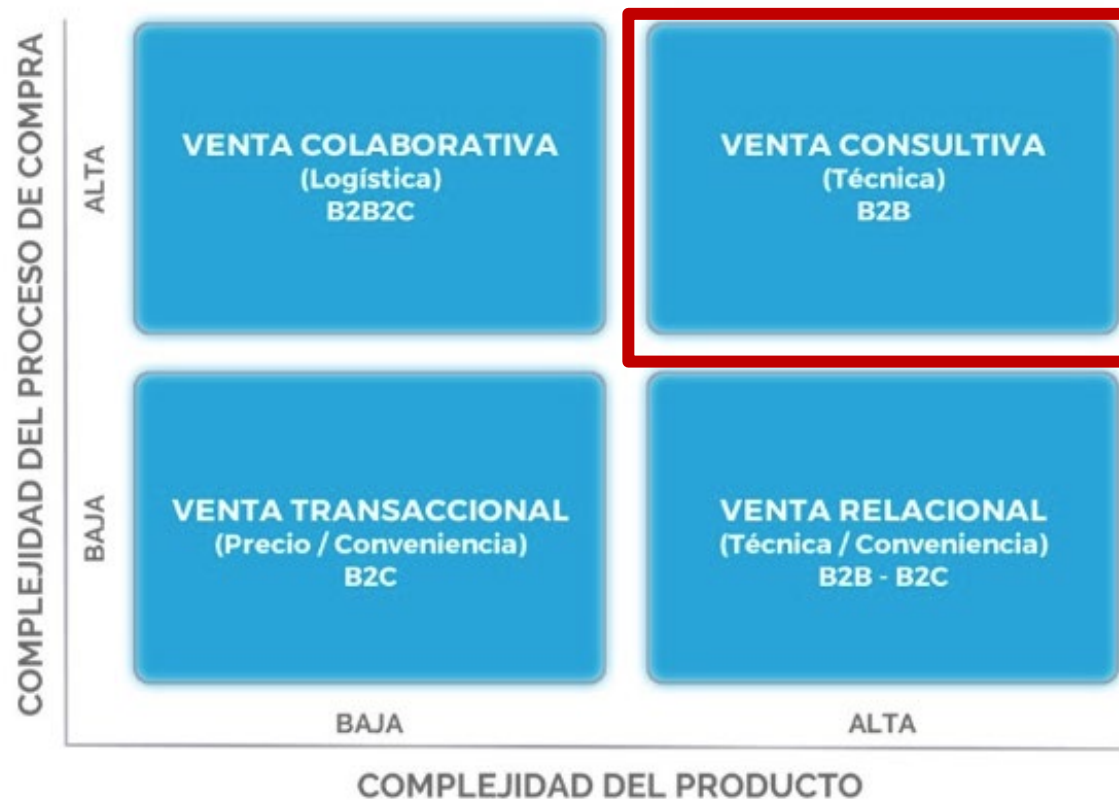 COMPLEJIDAD DEL PROCESO DE COMPRA
ALTA
VENTA COLABORATIVA
(Logística)
B2B2C
VENTA CONSULTIVA
(Técnica)
B2B
BAJA
VENTA TRANSACCIONAL
(Precio / Conveniencia)
B2C
VENTA RELACIONAL
(Técnica / Conveniencia)
B2B - B2C
BAJA
ALTA
COMPLEJIDAD DEL PRODUCTO